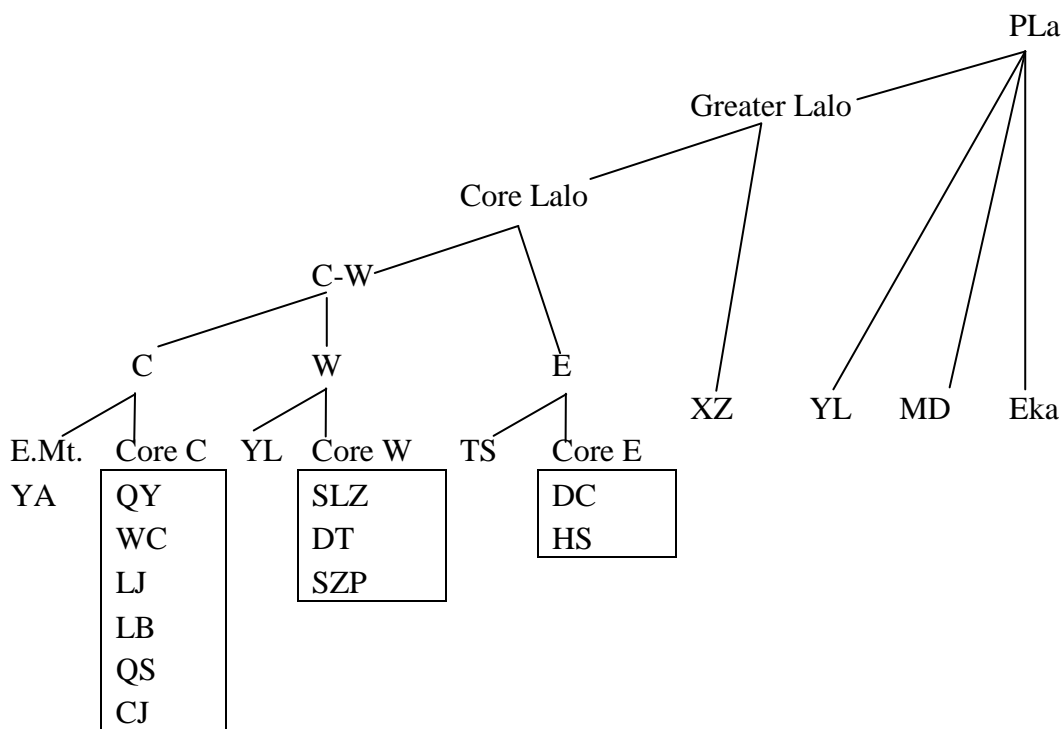 PLa
Greater Lalo
Core Lalo
C-W
C W E
XZ YL MD Eka
E.Mt. Core C YL Core W TS Core E
YA QY SLZ DC
WC DT HS
LJ SZP
LB
QS
CJ